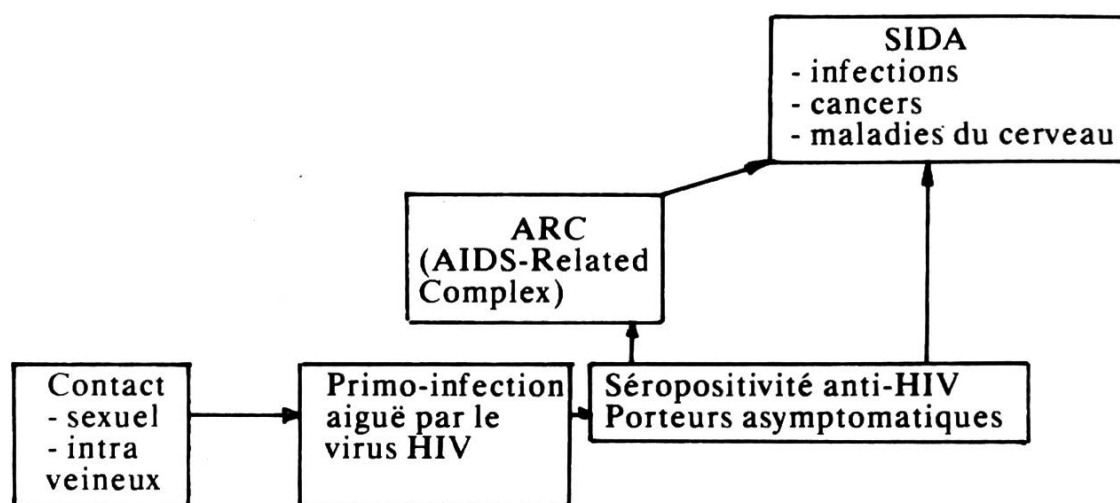 SIDA
- infections
- cancers
- maladies du cerveau
ARC
(AIDS-Related
Complex)
Contact
- sexuel
- intra
veineux
Primo-infection
aiguë par le
virus HIV
Séropositivité anti-HIV
Porteurs asymptomatiques